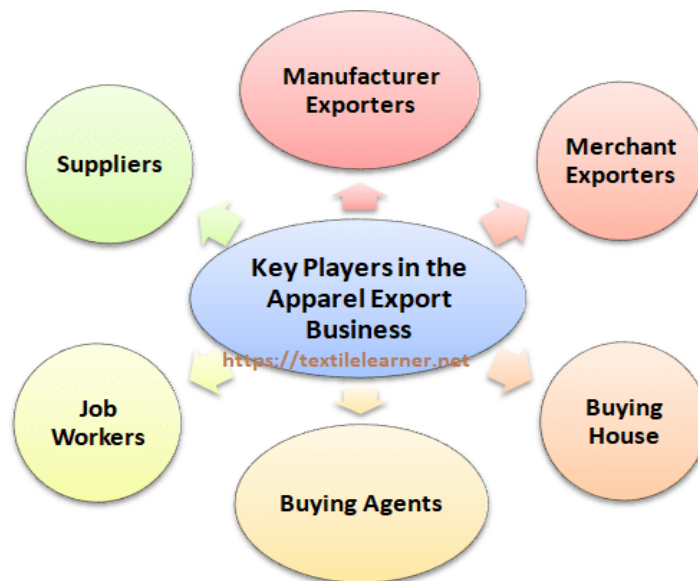 Manufacturer
Exporters
Merchant
Exporters
Suppliers
Key Players in the
Apparel Export
Business
https://textilelearner.net
Job
Workers
Buying
House
Buying Agents